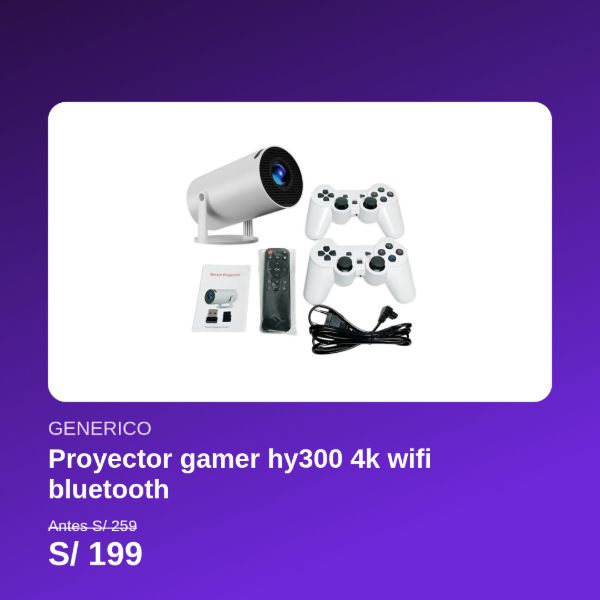 GENERICO
Proyector gamer hy300 4k wifi
bluetooth
Antes S/ 259
S/ 199